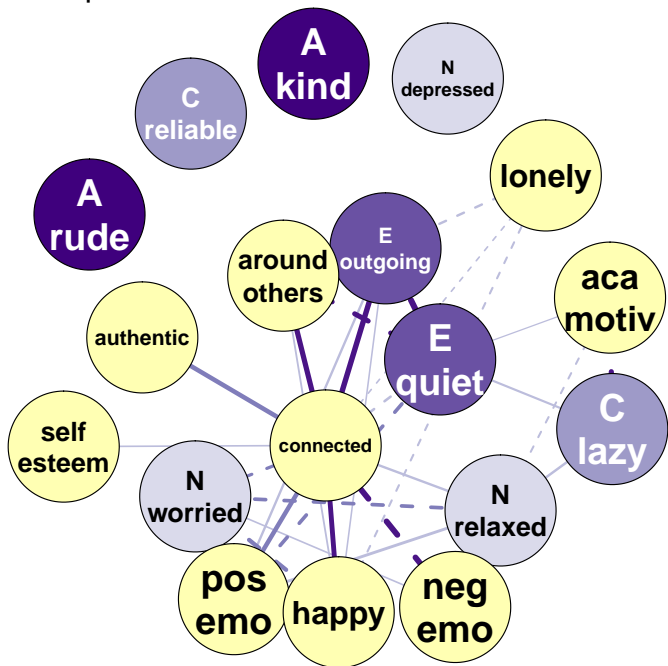 A
kind
N
depressed
C
reliable
lonely
A
rude
E
outgoing
around
others
aca
motiv
authentic
E
quiet
C
lazy
self
esteem
connected
N
worried
N
relaxed
pos
emo
happy
neg
emo